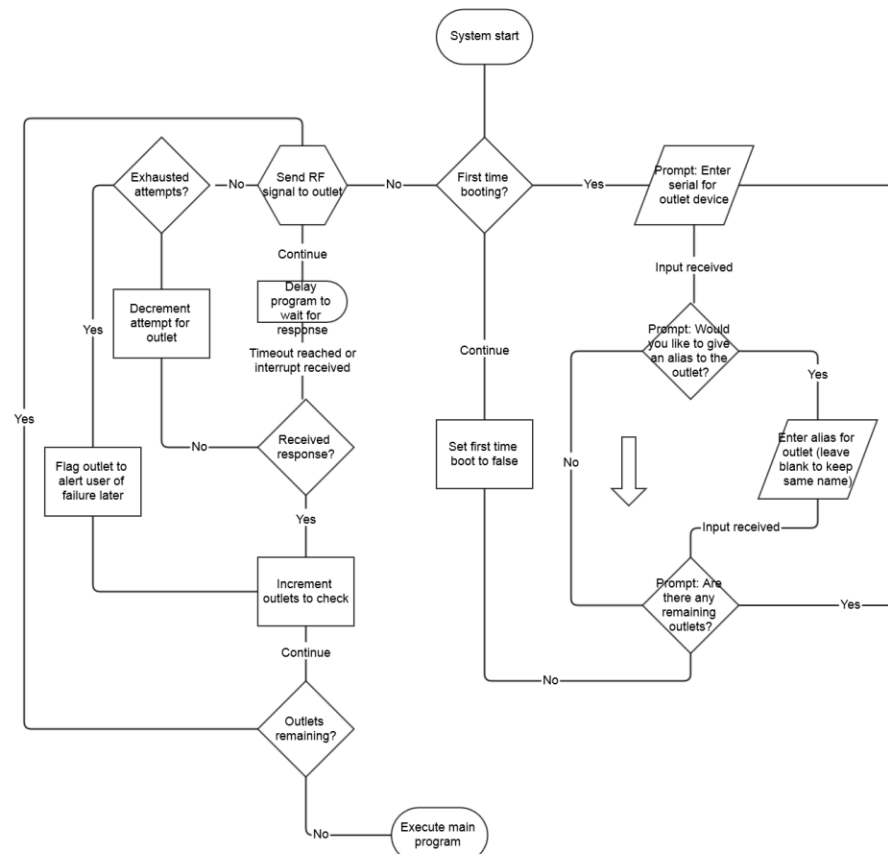 System start
First time
booting?
Yes
Prompt: Enter
serial for
outlet device
Input received
Prompt: Would
you like to give
an alias to the
outlet?
Yes
Enter alias for
outlet (leave
blank to keep
same name)
Input received
No
Prompt: Are
there any
remaining
outlets?
Yes
No
Continue
Set first time
boot to false
No
Send RF
signal to outlet
Continue
Delay
program to
wait for
response
Timeout reached or
interrupt received
Received
response?
No
Decrement
attempt for
outlet
Exhausted
attempts?
No
Yes
Flag outlet to
alert user of
failure later
Yes
Increment
outlets to check
Continue
Outlets
remaining?
Yes
No
Execute main
program